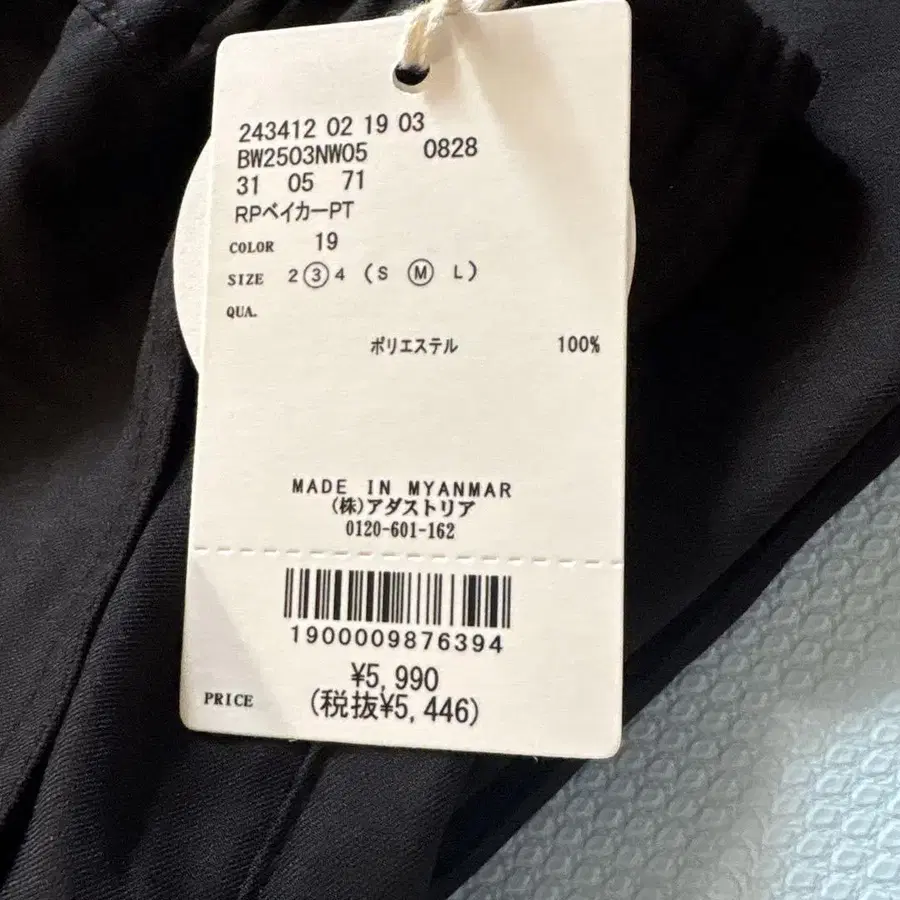 243412 02 19 03
BW2503NW05 0828
31 05 71
RPベイカーPT
COLOR 19
SIZE 2 3 4 (S M L)
QUA.
ポリエステル 100%
MADE IN MYANMAR
(株)アダストリア
0120-601-162
1900009876394
¥5,990
PRICE (税抜¥5,446)